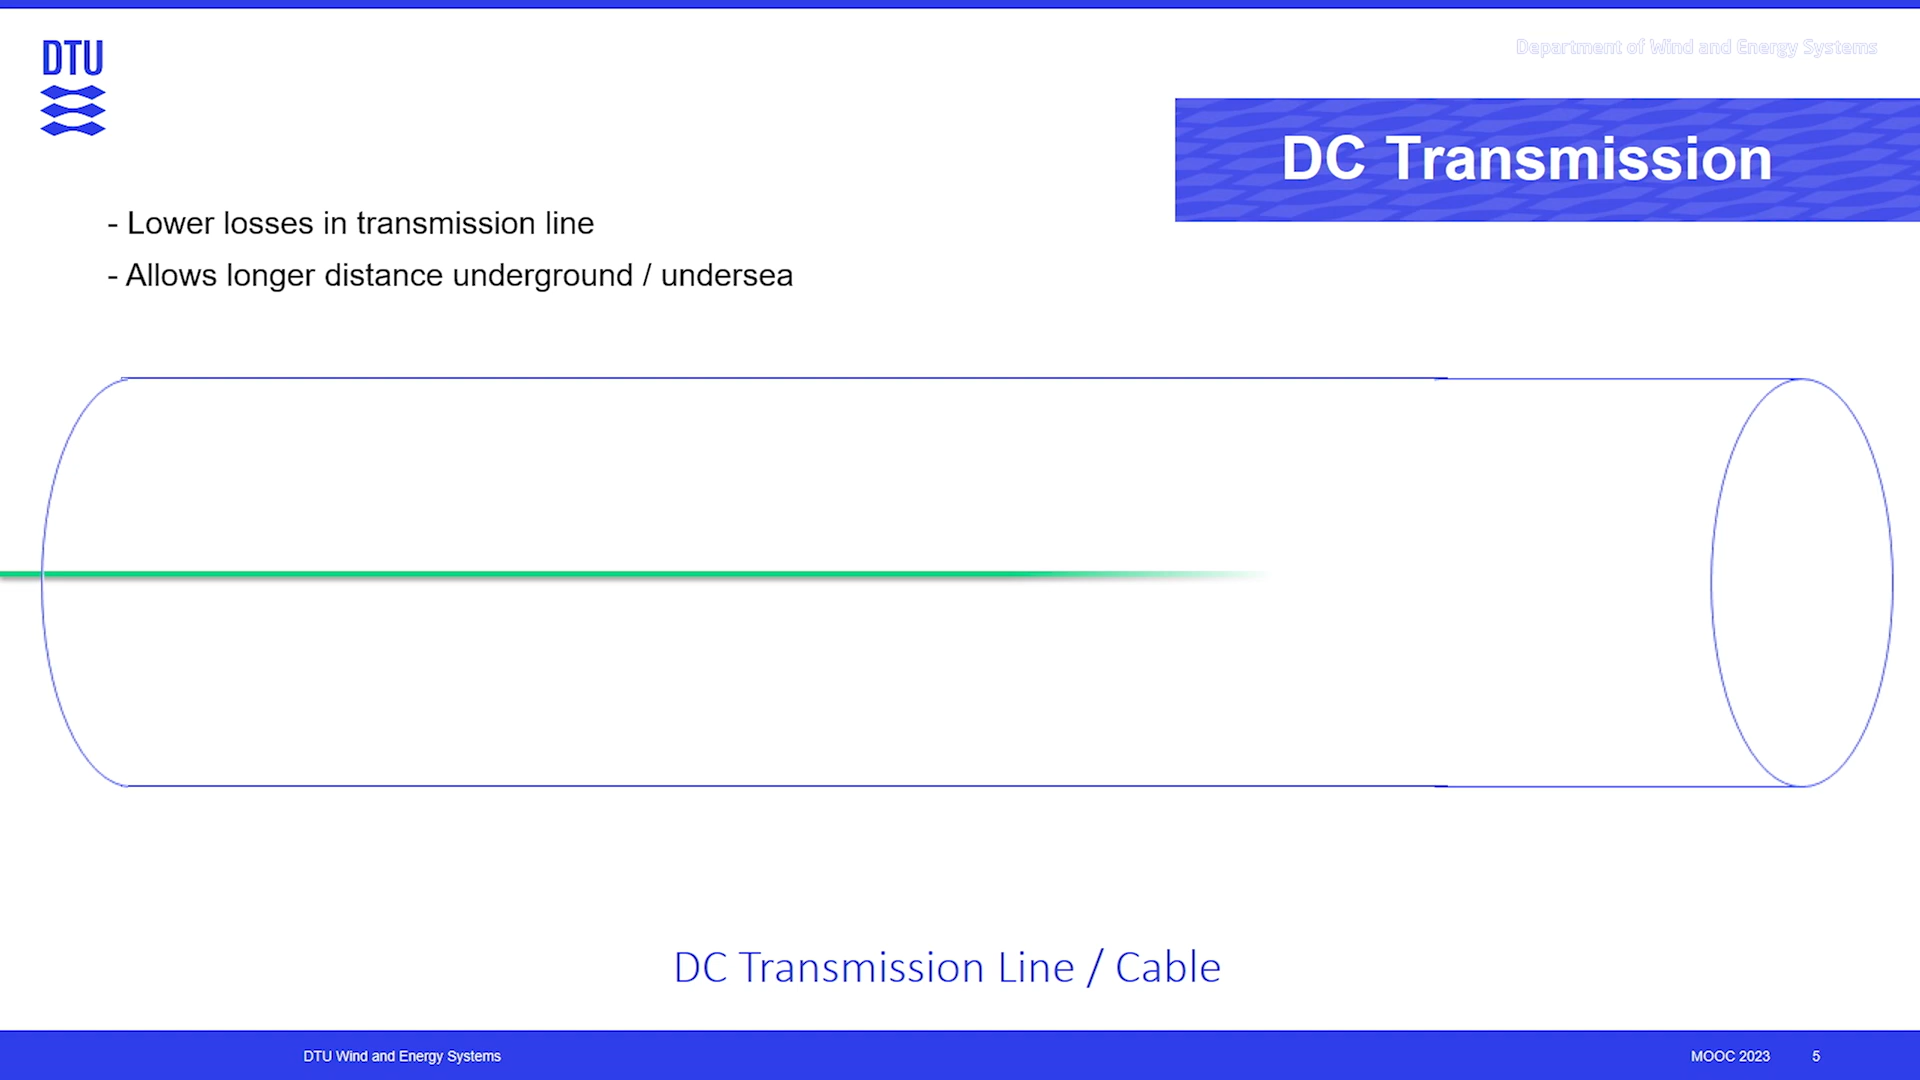 DTU
Department of Wind and Energy Systems
DC Transmission
- Lower losses in transmission line
- Allows longer distance underground / undersea
DC Transmission Line / Cable
DTU Wind and Energy Systems
MOOC 2023
5